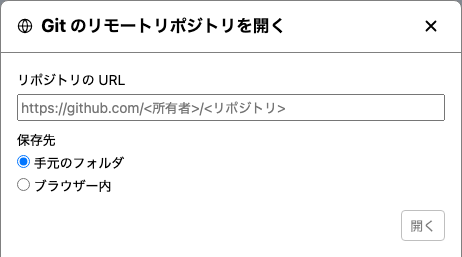 Git のリモートリポジトリを開く
リポジトリの URL
https://github.com/<所有者>/<リポジトリ>
保存先
手元のフォルダ
ブラウザー内
開く